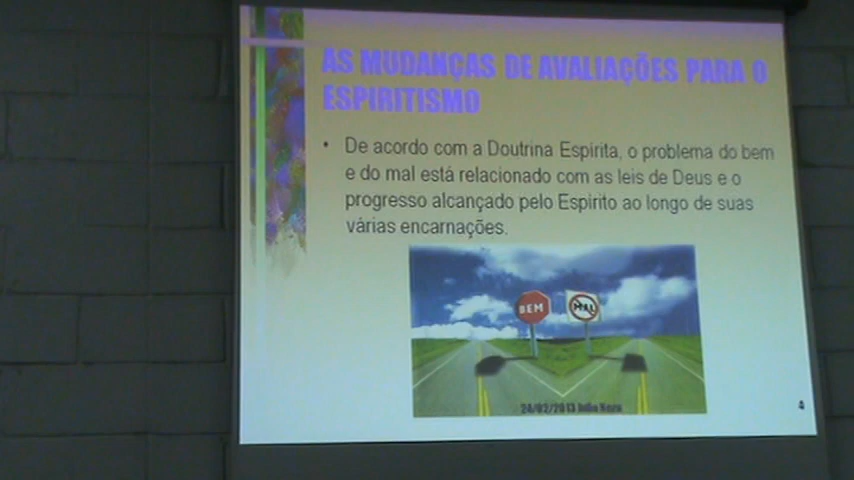 AS MUDANÇAS DE AVALIAÇÕES PARA O
ESPIRITISMO
• De acordo com a Doutrina Espírita, o problema do bem
e do mal está relacionado com as leis de Deus e o
progresso alcançado pelo Espírito ao longo de suas
várias encarnações.
BEM
MAL
24/02/2013
4